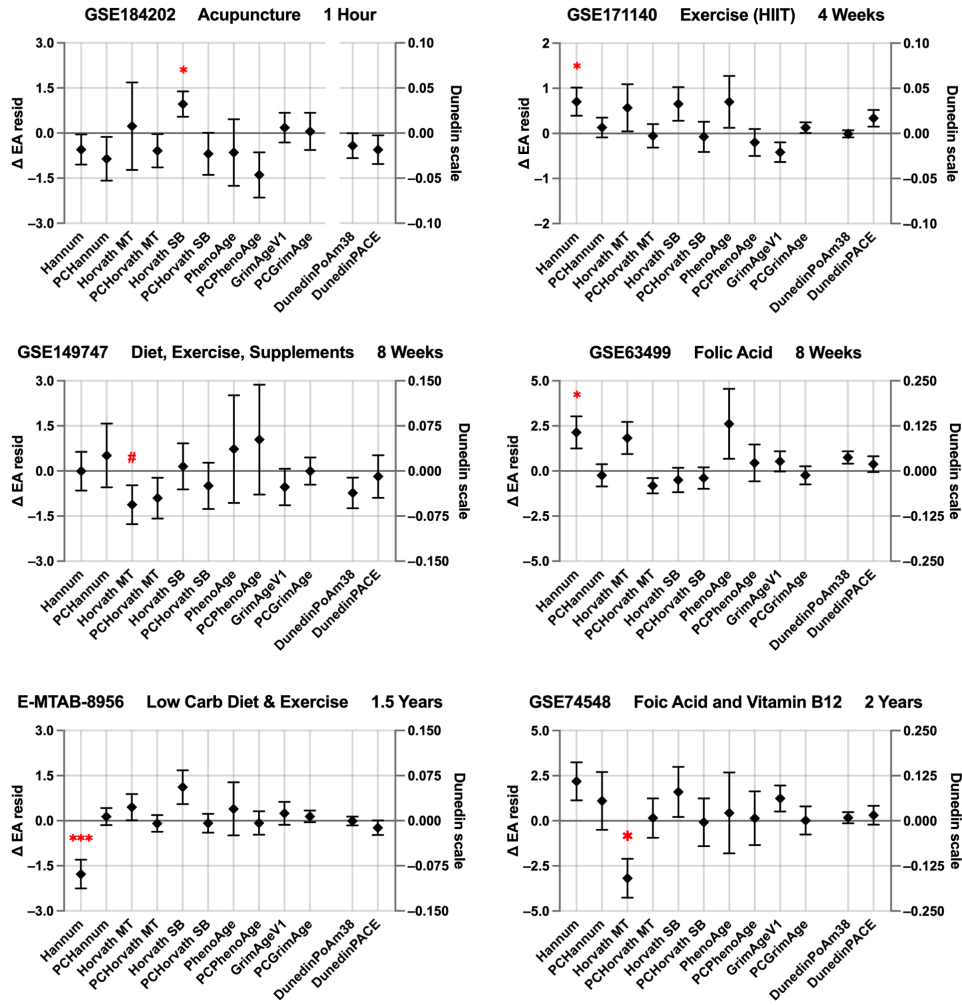 GSE184202 Acupuncture 1 Hour
3.0
1.5
0.0
−1.5
−3.0
Δ EA resid
0.10
0.05
0.00
−0.05
−0.10
Dunedin scale
*
Hannum
PCHannum
Horvath MT
PCHorvath MT
Horvath SB
PCHorvath SB
PhenoAge
PCPhenoAge
GrimAgeV1
PCGrimAge
DunedinPoAm38
DunedinPACE
GSE171140 Exercise (HIIT) 4 Weeks
2
1
0
−1
−2
Δ EA resid
0.10
0.05
0.00
−0.05
−0.10
Dunedin scale
*
Hannum
PCHannum
Horvath MT
PCHorvath MT
Horvath SB
PCHorvath SB
PhenoAge
PCPhenoAge
GrimAgeV1
PCGrimAge
DunedinPoAm38
DunedinPACE
GSE149747 Diet, Exercise, Supplements 8 Weeks
3.0
1.5
0.0
−1.5
−3.0
Δ EA resid
0.150
0.075
0.000
−0.075
−0.150
Dunedin scale
#
Hannum
PCHannum
Horvath MT
PCHorvath MT
Horvath SB
PCHorvath SB
PhenoAge
PCPhenoAge
GrimAgeV1
PCGrimAge
DunedinPoAm38
DunedinPACE
GSE63499 Folic Acid 8 Weeks
5.0
2.5
0.0
−2.5
−5.0
Δ EA resid
0.250
0.125
0.000
−0.125
−0.250
Dunedin scale
*
Hannum
PCHannum
Horvath MT
PCHorvath MT
Horvath SB
PCHorvath SB
PhenoAge
PCPhenoAge
GrimAgeV1
PCGrimAge
DunedinPoAm38
DunedinPACE
E-MTAB-8956 Low Carb Diet & Exercise 1.5 Years
3.0
1.5
0.0
−1.5
−3.0
Δ EA resid
0.150
0.075
0.000
−0.075
−0.150
Dunedin scale
***
Hannum
PCHannum
Horvath MT
PCHorvath MT
Horvath SB
PCHorvath SB
PhenoAge
PCPhenoAge
GrimAgeV1
PCGrimAge
DunedinPoAm38
DunedinPACE
GSE74548 Foic Acid and Vitamin B12 2 Years
5.0
2.5
0.0
−2.5
−5.0
Δ EA resid
0.250
0.125
0.000
−0.125
−0.250
Dunedin scale
*
Hannum
PCHannum
Horvath MT
PCHorvath MT
Horvath SB
PCHorvath SB
PhenoAge
PCPhenoAge
GrimAgeV1
PCGrimAge
DunedinPoAm38
DunedinPACE